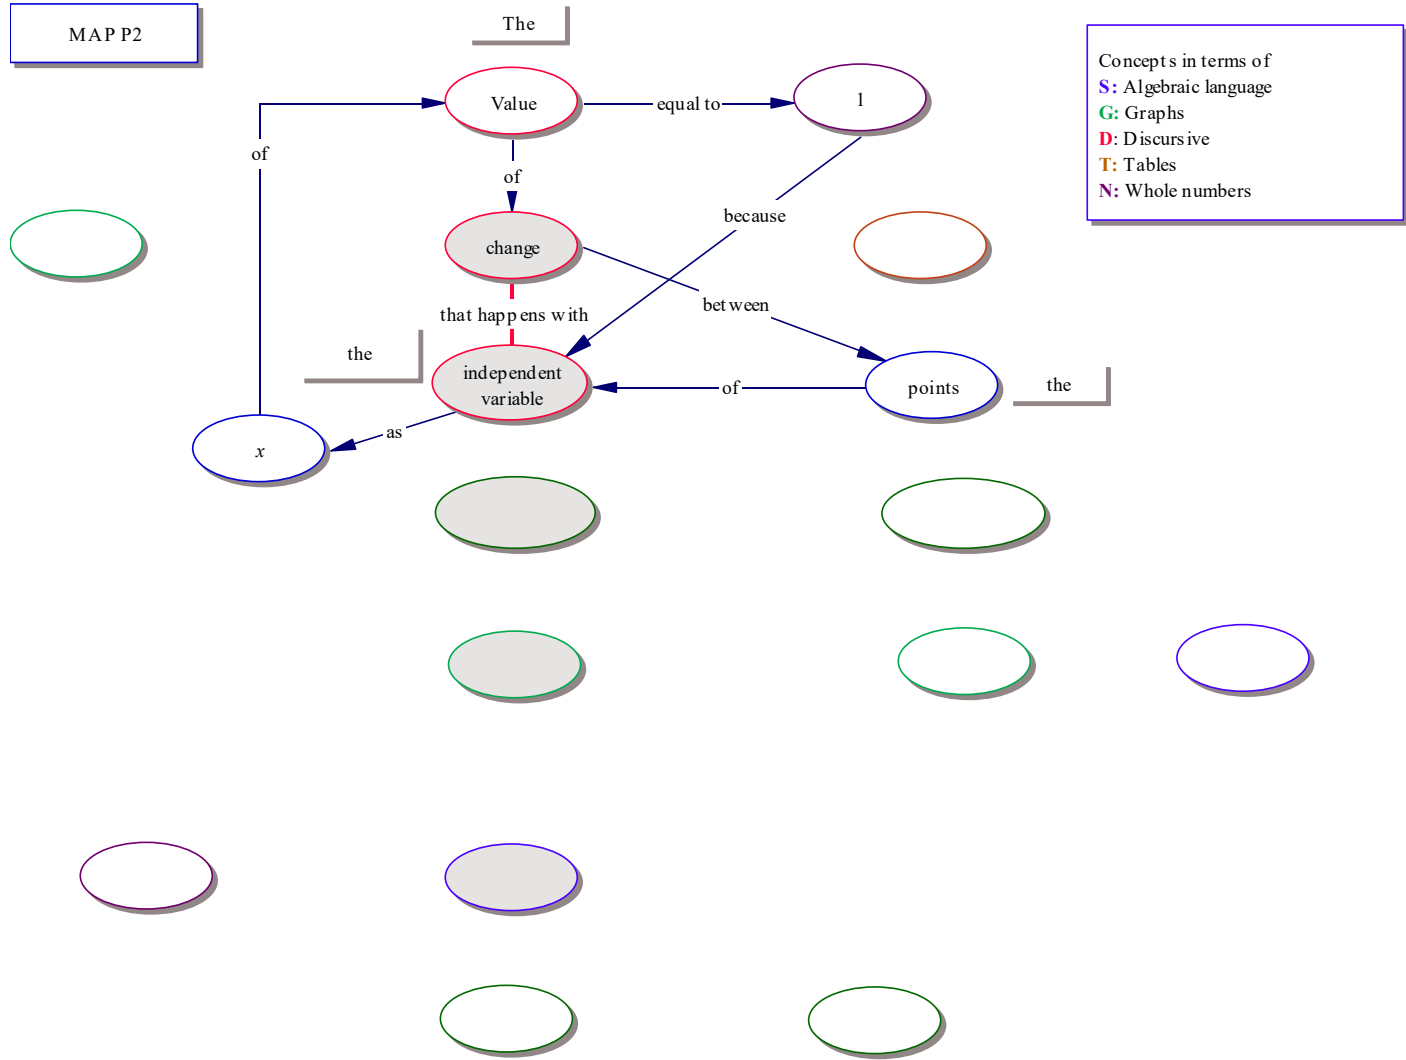 MAP P2
The
Concepts in terms of
S: Algebraic language
G: Graphs
D: Discursive
T: Tables
N: Whole numbers
Value
equal to
1
of
of
because
change
between
that happens with
the
independent
variable
of
points
the
as
x